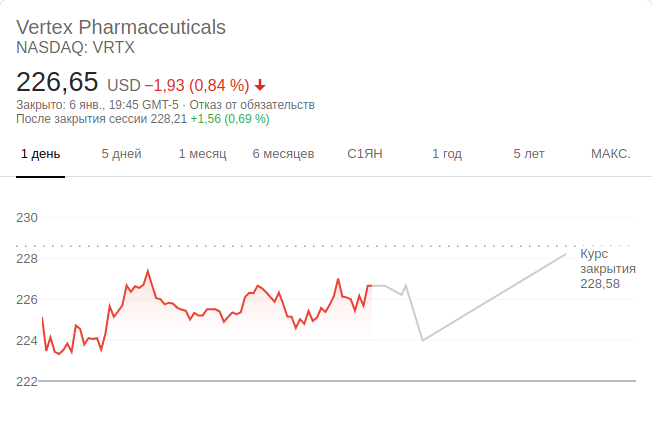 Vertex Pharmaceuticals
NASDAQ: VRTX
226,65 USD −1,93 (0,84 %)
Закрыто: 6 янв., 19:45 GMT-5 · Отказ от обязательств
После закрытия сессии 228,21 +1,56 (0,69 %)
1 день 5 дней 1 месяц 6 месяцев С1ЯН 1 год 5 лет МАКС.
230
228
226
224
222
Курс
закрытия
228,58